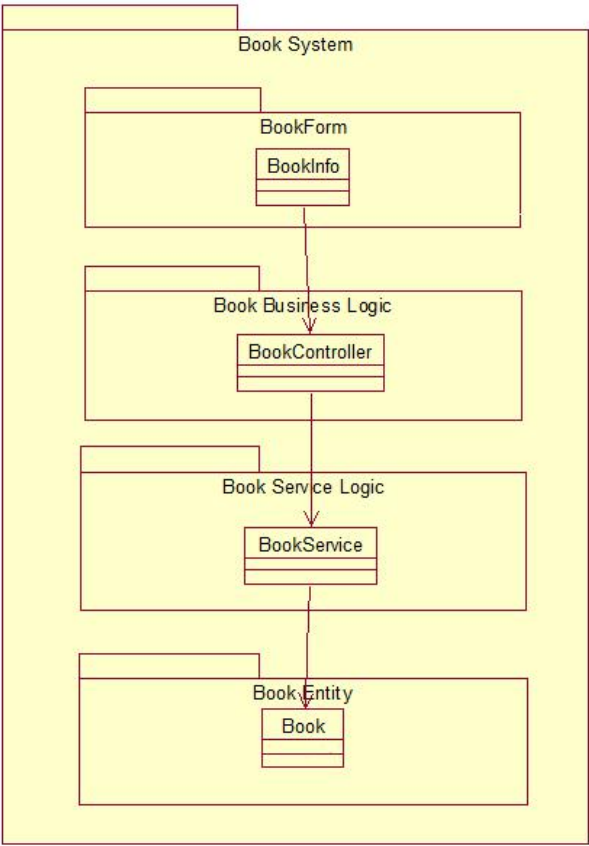 Book System
BookForm
BookInfo
Book Business Logic
BookController
Book Service Logic
BookService
Book Entity
Book